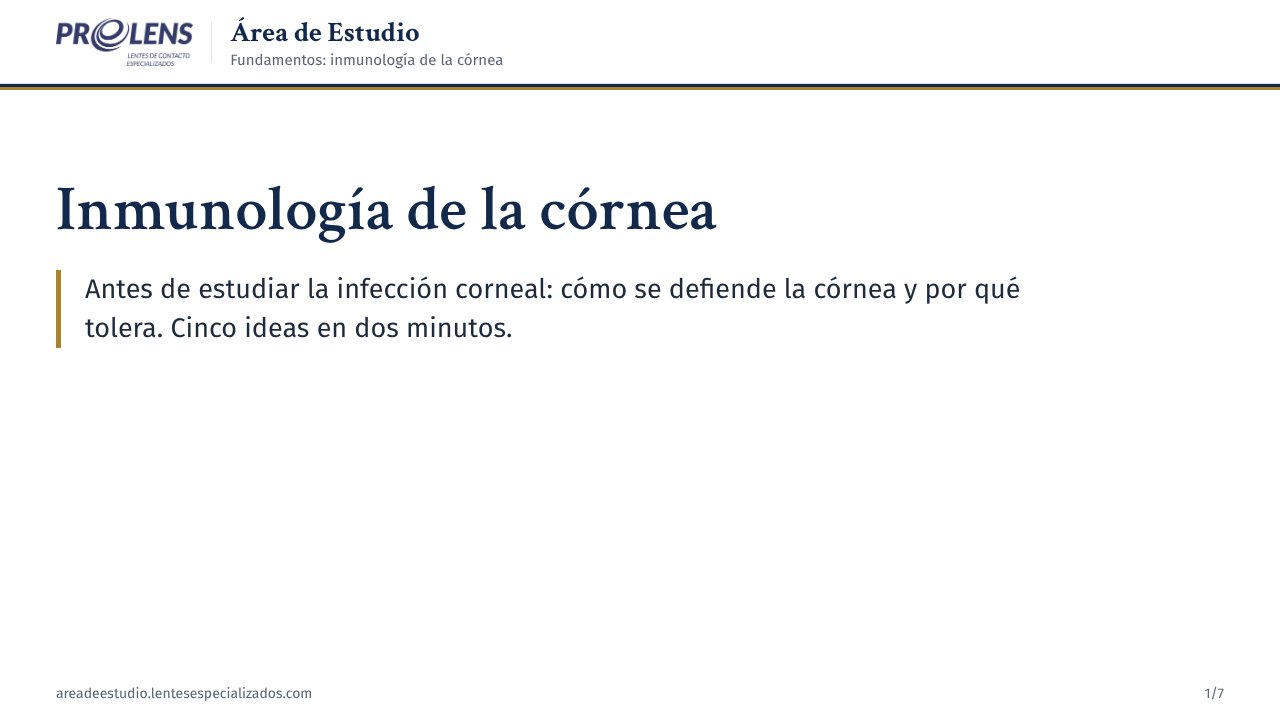 PROLENS
LENTES DE CONTACTO
ESPECIALIZADOS
Área de Estudio
Fundamentos: inmunología de la córnea
Inmunología de la córnea
Antes de estudiar la infección corneal: cómo se defiende la córnea y por qué
tolera. Cinco ideas en dos minutos.
areadeestudio.lentesespecializados.com
1/7